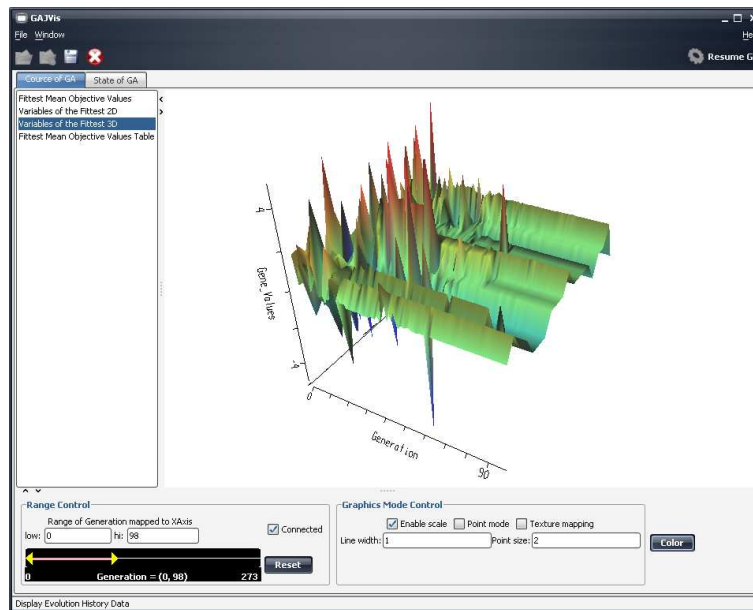 GAJVis
File Window
He
Resume G
Cource of GA State of GA
Fittest Mean Objective Values
Variables of the Fittest 2D
Variables of the Fittest 3D
Fittest Mean Objective Values Table
4
Gene_Values
-4
0
Generation
90
Range Control
Range of Generation mapped to XAxis
low: 0 hi: 98
Connected
0 Generation = (0, 98) 273
Reset
Graphics Mode Control
Enable scale Point mode Texture mapping
Line width: 1 Point size: 2
Color
Display Evolution History Data